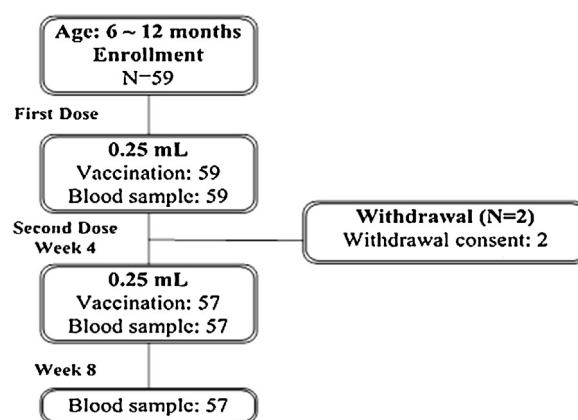 Age: 6 ~ 12 months
Enrollment
N=59
First Dose
0.25 mL
Vaccination: 59
Blood sample: 59
Second Dose
Week 4
Withdrawal (N=2)
Withdrawal consent: 2
0.25 mL
Vaccination: 57
Blood sample: 57
Week 8
Blood sample: 57